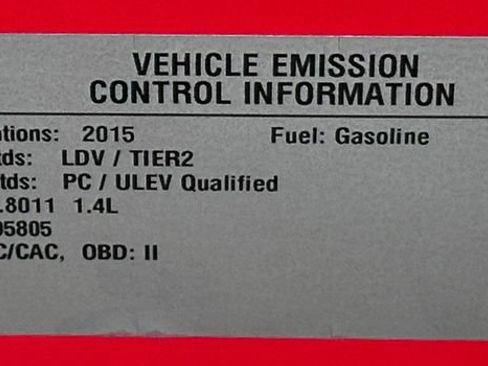 VEHICLE EMISSION
CONTROL INFORMATION
ations: 2015 Fuel: Gasoline
tds: LDV / TIER2
tds: PC / ULEV Qualified
.8011 1.4L
05805
C/CAC, OBD: II